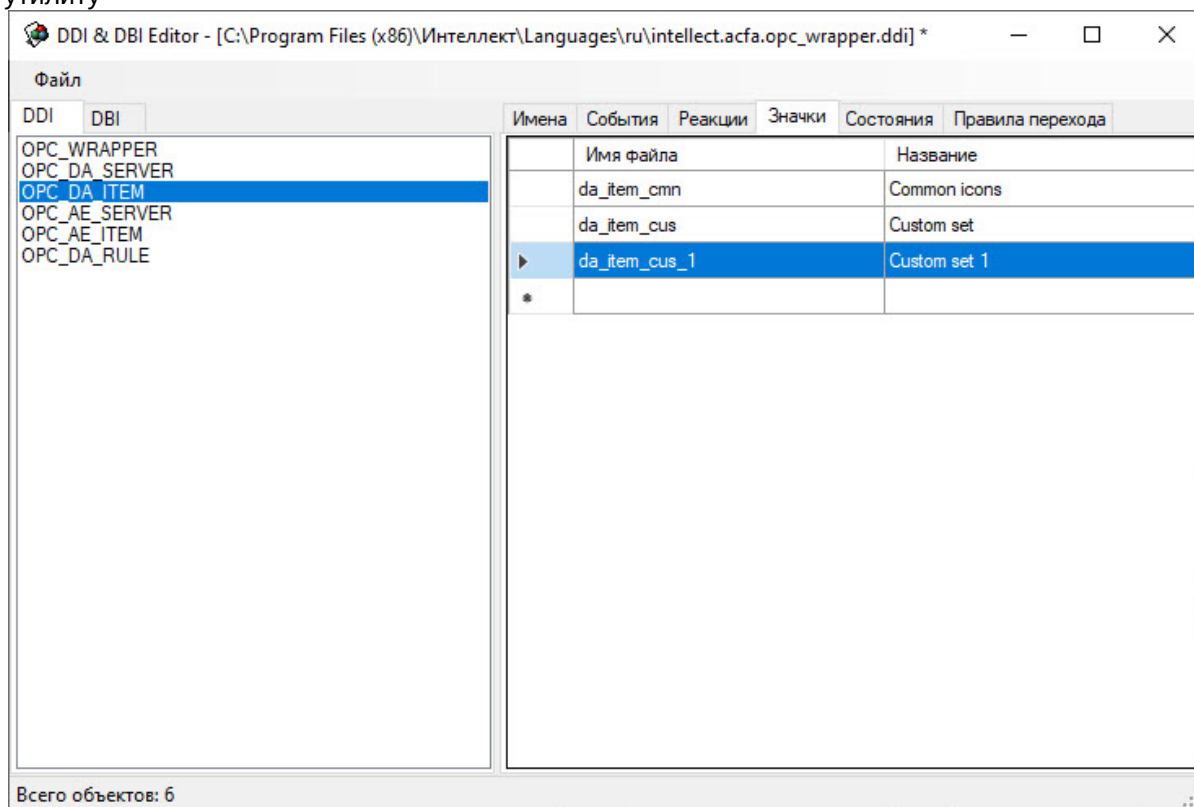 утилиту
DDI & DBI Editor - [C:\Program Files (x86)\Интеллект\Languages\ru\intellect.acfa.opc_wrapper.ddi] *
Файл
DDI DBI
OPC_WRAPPER
OPC_DA_SERVER
OPC_DA_ITEM
OPC_AE_SERVER
OPC_AE_ITEM
OPC_DA_RULE
Имена События Реакции Значки Состояния Правила перехода
Имя файла Название
da_item_cmn Common icons
da_item_cus Custom set
da_item_cus_1 Custom set 1
Всего объектов: 6